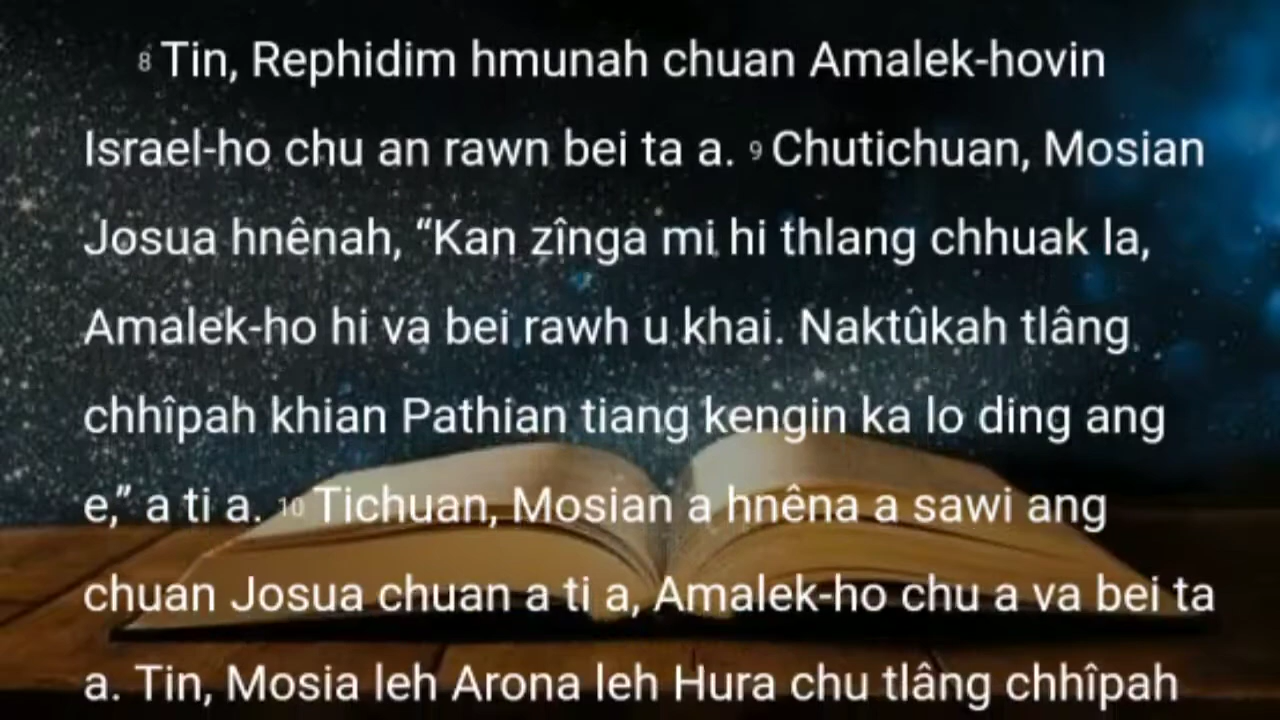 8 Tin, Rephidim hmunah chuan Amalek-hovin
Israel-ho chu an rawn bei ta a. 9 Chutichuan, Mosian
Josua hnênah, “Kan zînga mi hi thlang chhuak la,
Amalek-ho hi va bei rawh u khai. Naktûkah tlâng
chhîpah khian Pathian tiang kengin ka lo ding ang
e,” a ti a. 10 Tichuan, Mosian a hnêna a sawi ang
chuan Josua chuan a ti a, Amalek-ho chu a va bei ta
a. Tin, Mosia leh Arona leh Hura chu tlâng chhîpah